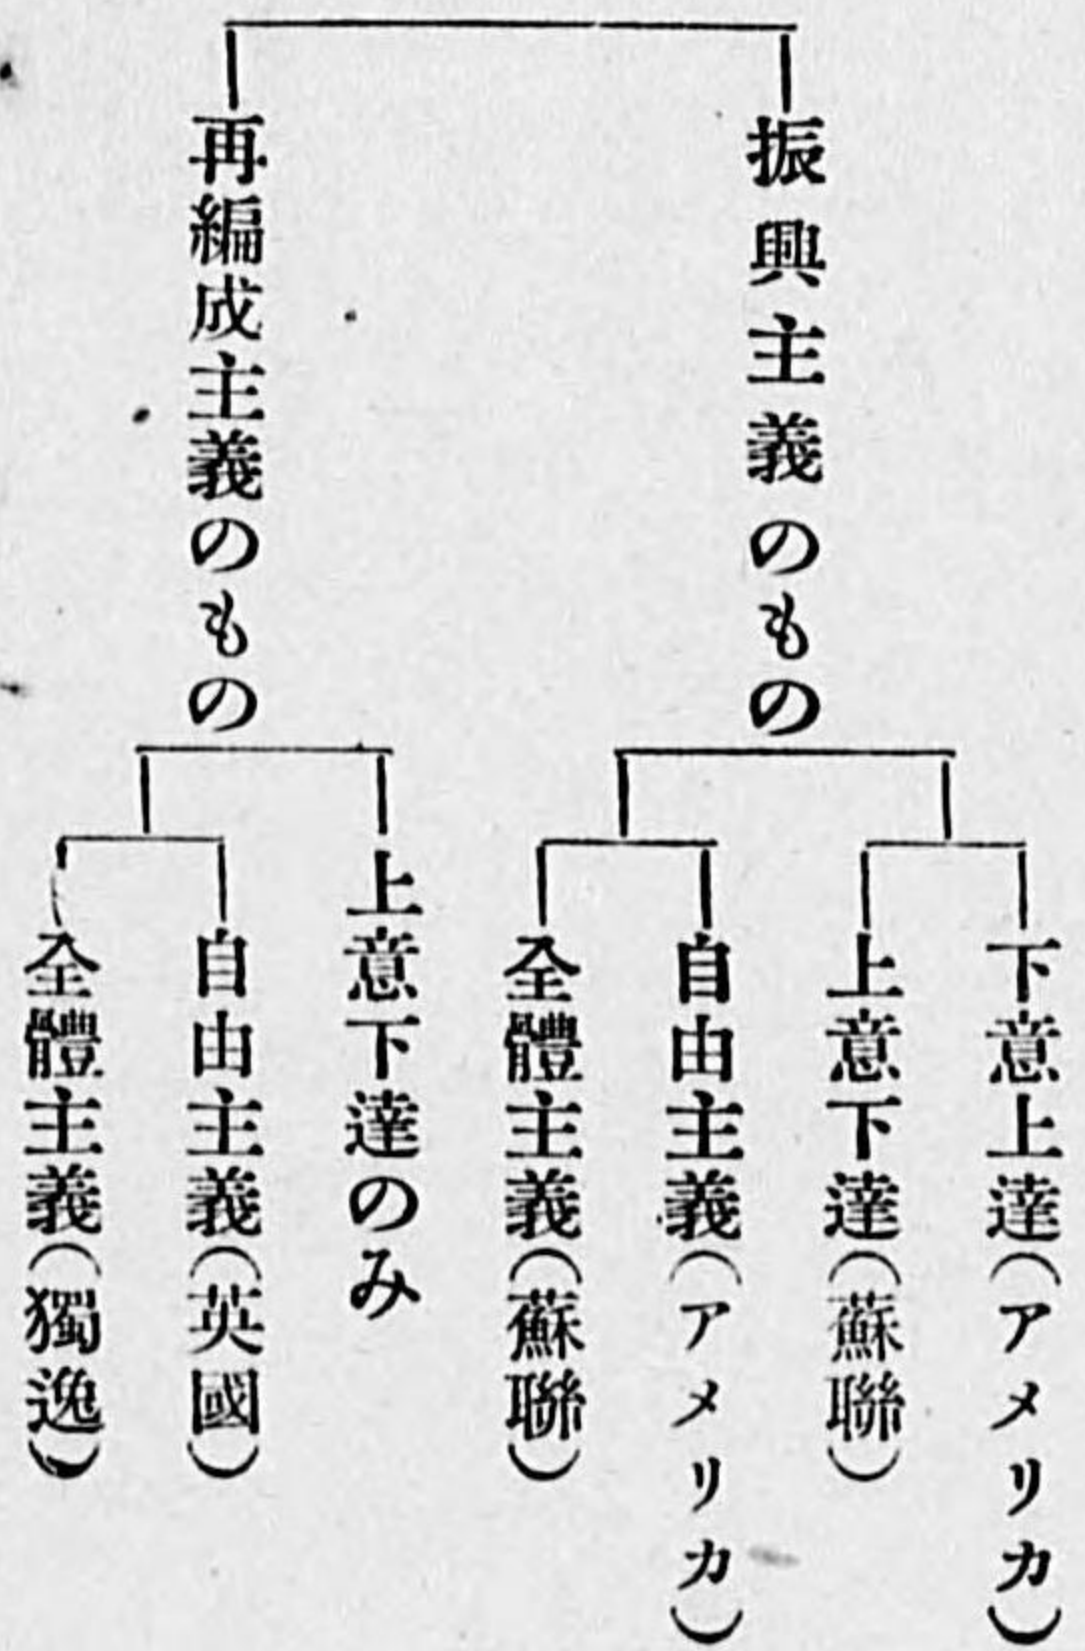 振興主義のもの
下意上達(アメリカ)
上意下達(蘇聯)
自由主義(アメリカ)
全體主義(蘇聯)
再編成主義のもの
上意下達のみ
自由主義(英國)
全體主義(獨逸)